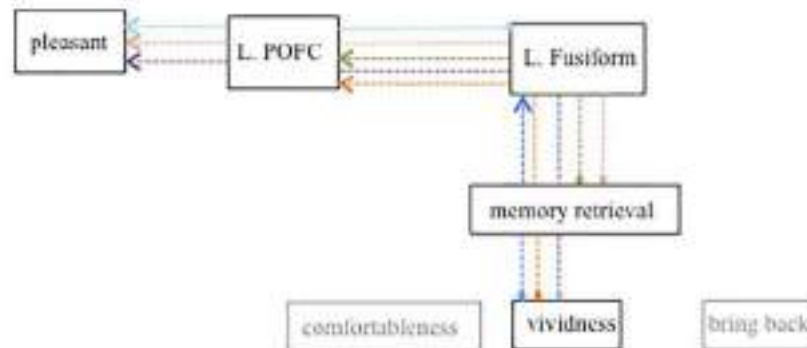 pleasant
L. POFC
L. Fusiform
memory retrieval
comfortableness
vividness
bring back